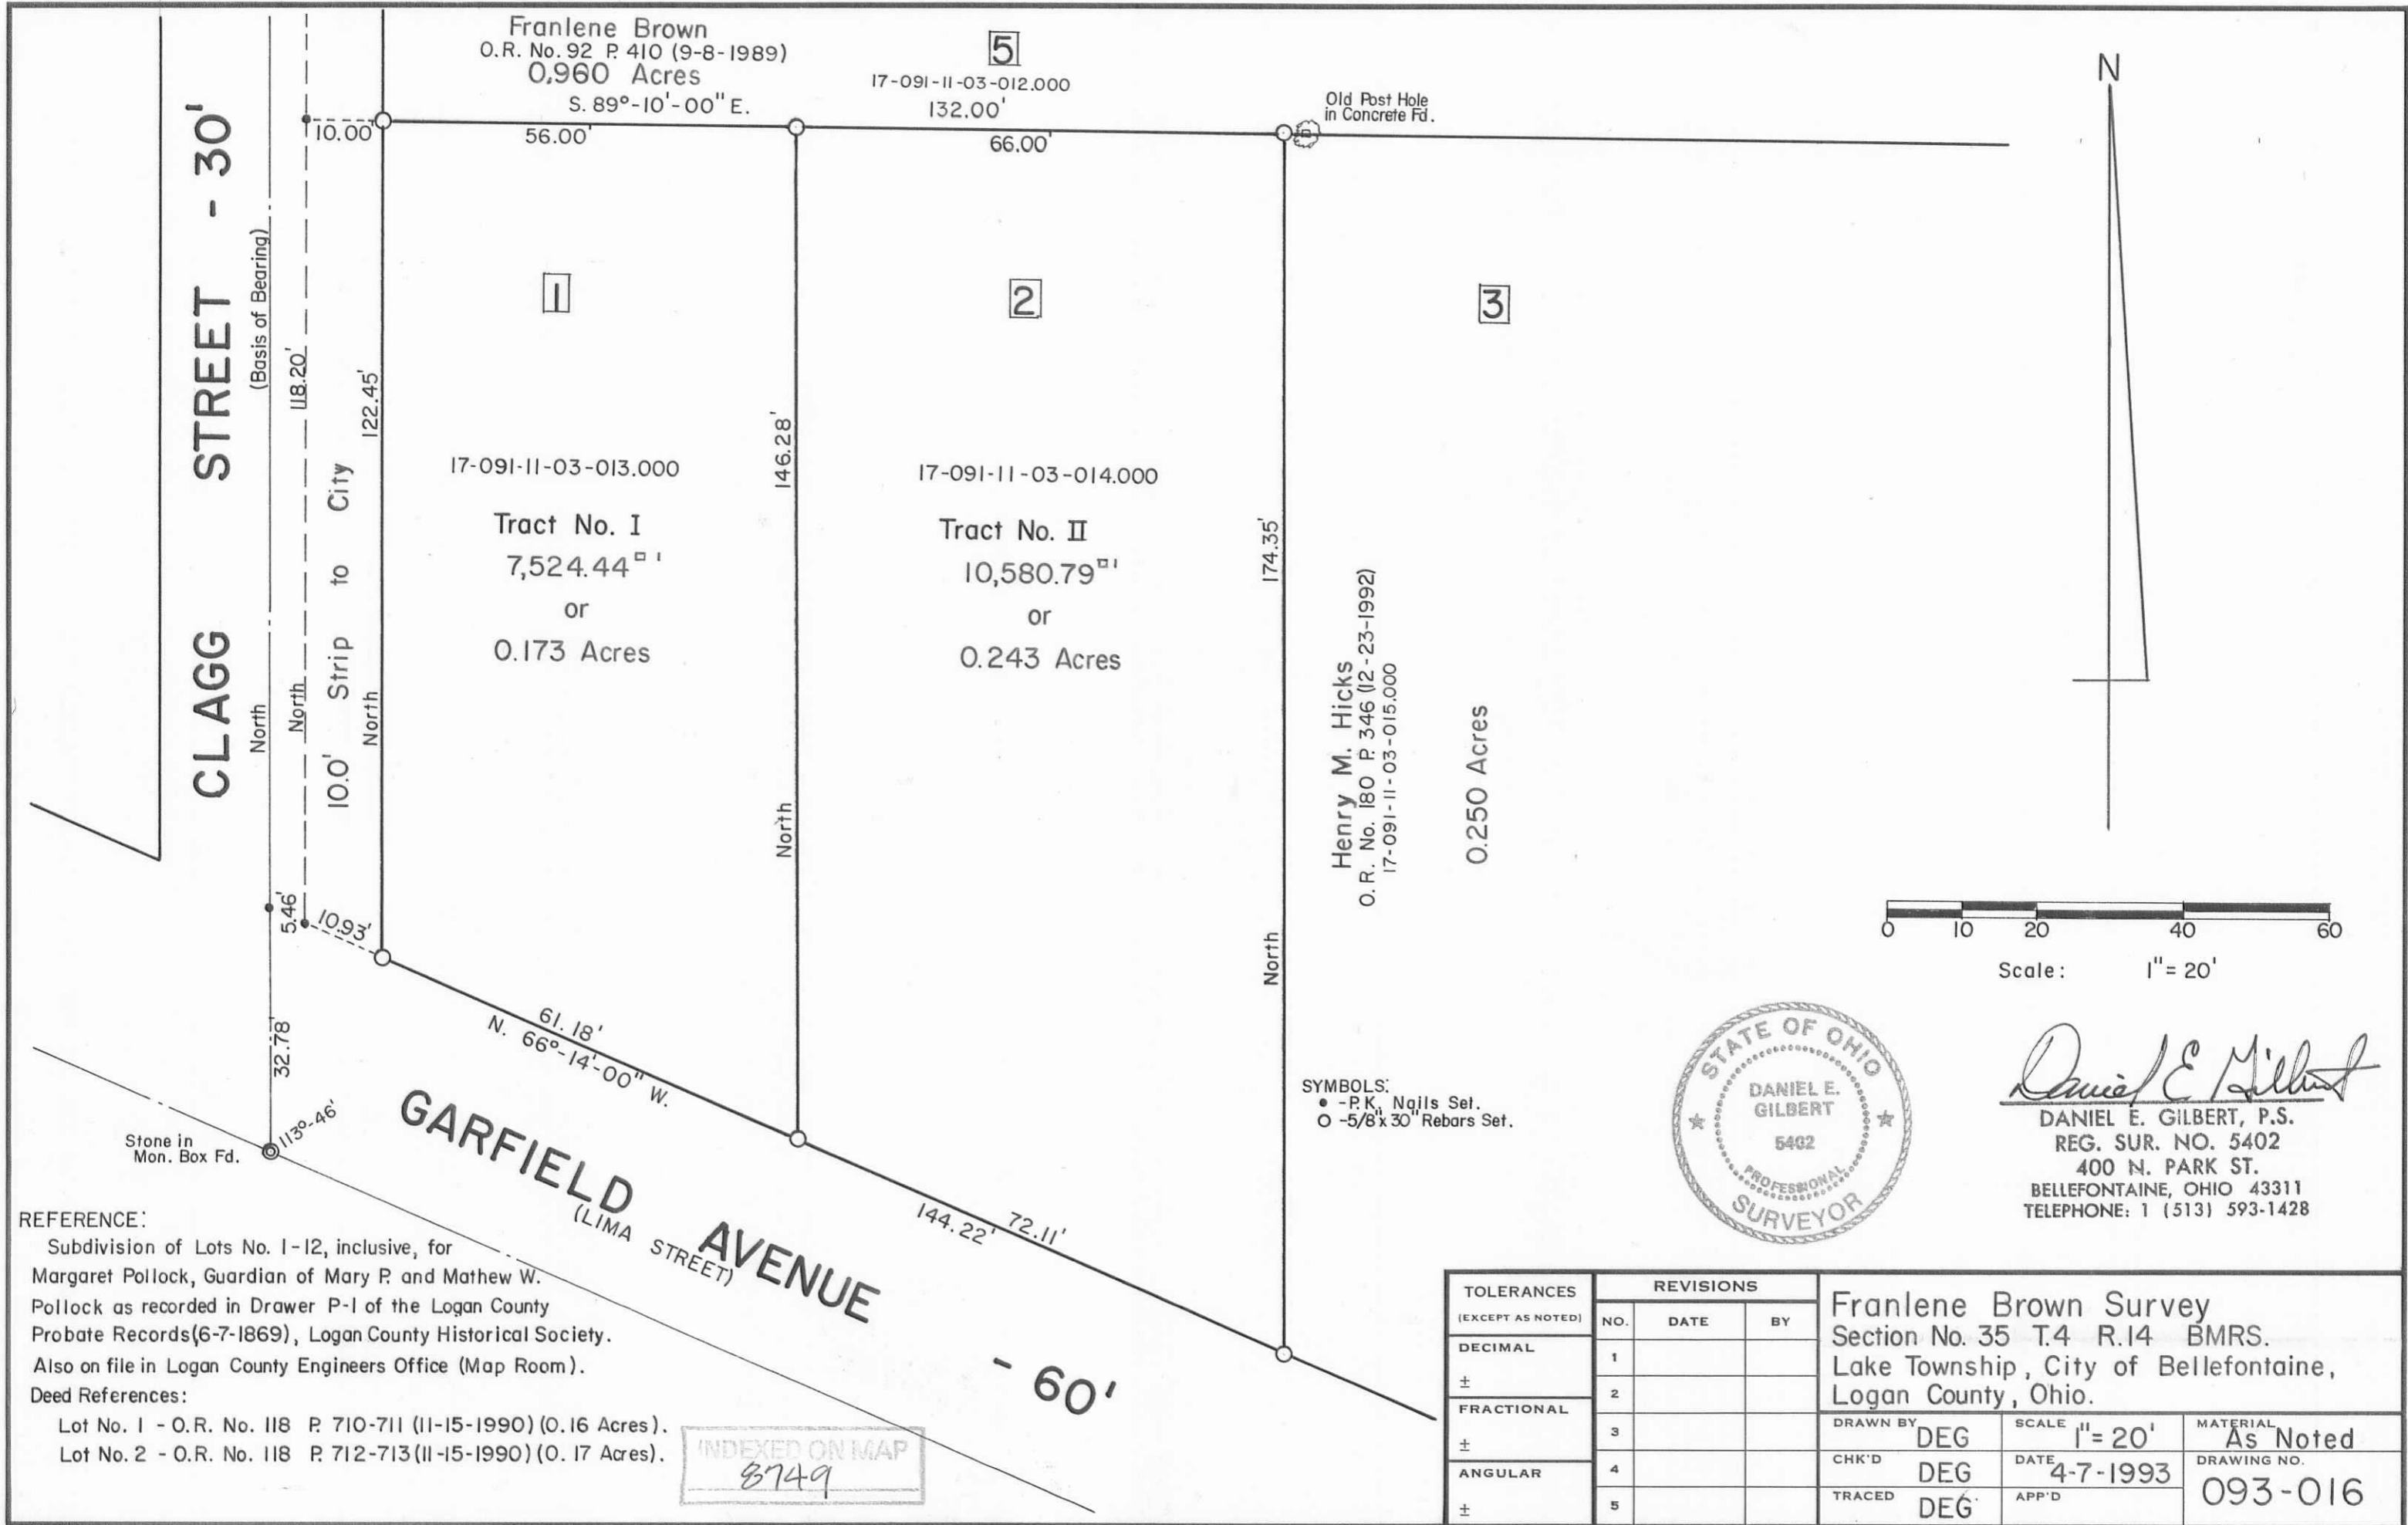 Franlene Brown
O.R. No. 92 P. 410 (9-8-1989)
0.960 Acres
S. 89°-10'-00" E.
5
17-091-11-03-012.000
132.00'
Old Post Hole
in Concrete Fd.
N
10.00'
56.00'
66.00'
CLAGG STREET - 30'
(Basis of Bearing)
North
118.20'
North
10.0' Strip to City
122.45'
North
1
2
3
17-091-11-03-013.000
Tract No. I
7,524.44□'
or
0.173 Acres
146.28'
North
17-091-11-03-014.000
Tract No. II
10,580.79□'
or
0.243 Acres
174.35'
North
Henry M. Hicks
O.R. No. 180 P. 346 (12-23-1992)
17-091-11-03-015.000
0.250 Acres
5.46'
10.93'
32.78'
113°-46'
Stone in
Mon. Box Fd.
61.18'
N. 66°-14'-00" W.
GARFIELD AVENUE - 60'
(LIMA STREET)
144.22'
72.11'
0 10 20 40 60
Scale: 1"= 20'
SYMBOLS:
• -P.K. Nails Set.
O -5/8"x 30" Rebars Set.
STATE OF OHIO
DANIEL E.
GILBERT
5402
PROFESSIONAL
SURVEYOR
Daniel E Gilbert
DANIEL E. GILBERT, P.S.
REG. SUR. NO. 5402
400 N. PARK ST.
BELLEFONTAINE, OHIO 43311
TELEPHONE: 1 (513) 593-1428
REFERENCE:
Subdivision of Lots No. 1-12, inclusive, for
Margaret Pollock, Guardian of Mary P. and Mathew W.
Pollock as recorded in Drawer P-1 of the Logan County
Probate Records(6-7-1869), Logan County Historical Society.
Also on file in Logan County Engineers Office (Map Room).
Deed References:
Lot No. 1 - O.R. No. 118 P. 710-711 (11-15-1990) (0.16 Acres).
Lot No. 2 - O.R. No. 118 P. 712-713 (11-15-1990) (0.17 Acres).
INDEXED ON MAP
8749
TOLERANCES
(EXCEPT AS NOTED)
DECIMAL
±
FRACTIONAL
±
ANGULAR
±
REVISIONS
NO. DATE BY
1
2
3
4
5
Franlene Brown Survey
Section No. 35 T.4 R.14 BMRS.
Lake Township, City of Bellefontaine,
Logan County, Ohio.
DRAWN BY DEG
SCALE 1"= 20'
MATERIAL As Noted
CHK'D DEG
DATE 4-7-1993
DRAWING NO.
093-016
TRACED DEG
APP'D